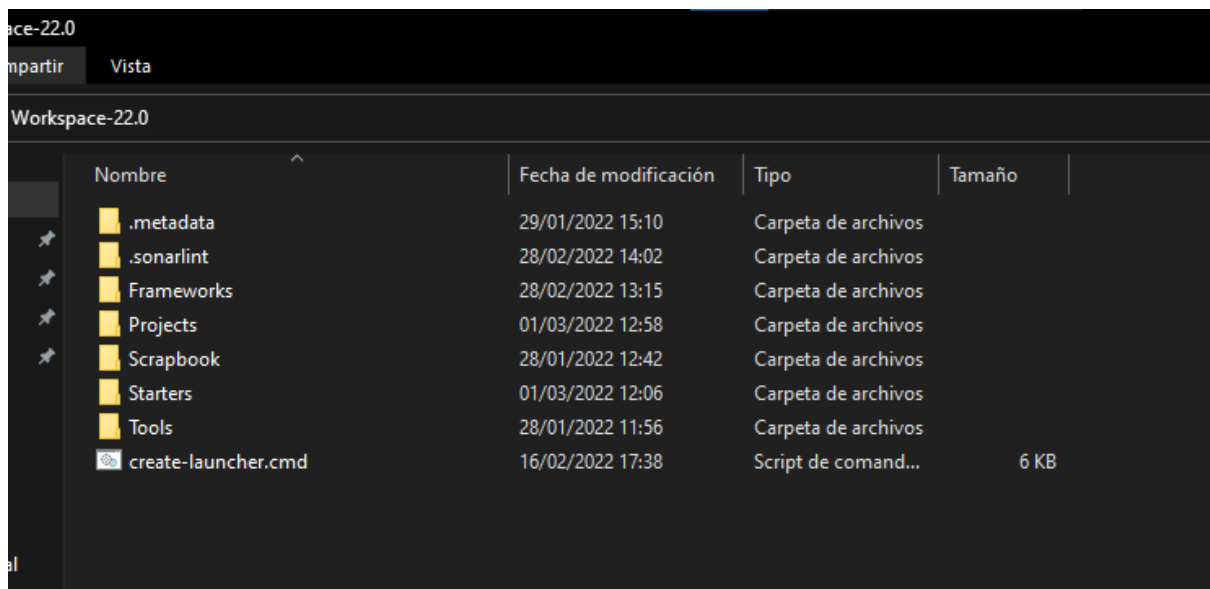 ace-22.0
mpartir Vista
Workspace-22.0
Nombre Fecha de modificación Tipo Tamaño
.metadata 29/01/2022 15:10 Carpeta de archivos
.sonarlint 28/02/2022 14:02 Carpeta de archivos
Frameworks 28/02/2022 13:15 Carpeta de archivos
Projects 01/03/2022 12:58 Carpeta de archivos
Scrapbook 28/01/2022 12:42 Carpeta de archivos
Starters 01/03/2022 12:06 Carpeta de archivos
Tools 28/01/2022 11:56 Carpeta de archivos
create-launcher.cmd 16/02/2022 17:38 Script de comand... 6 KB
al